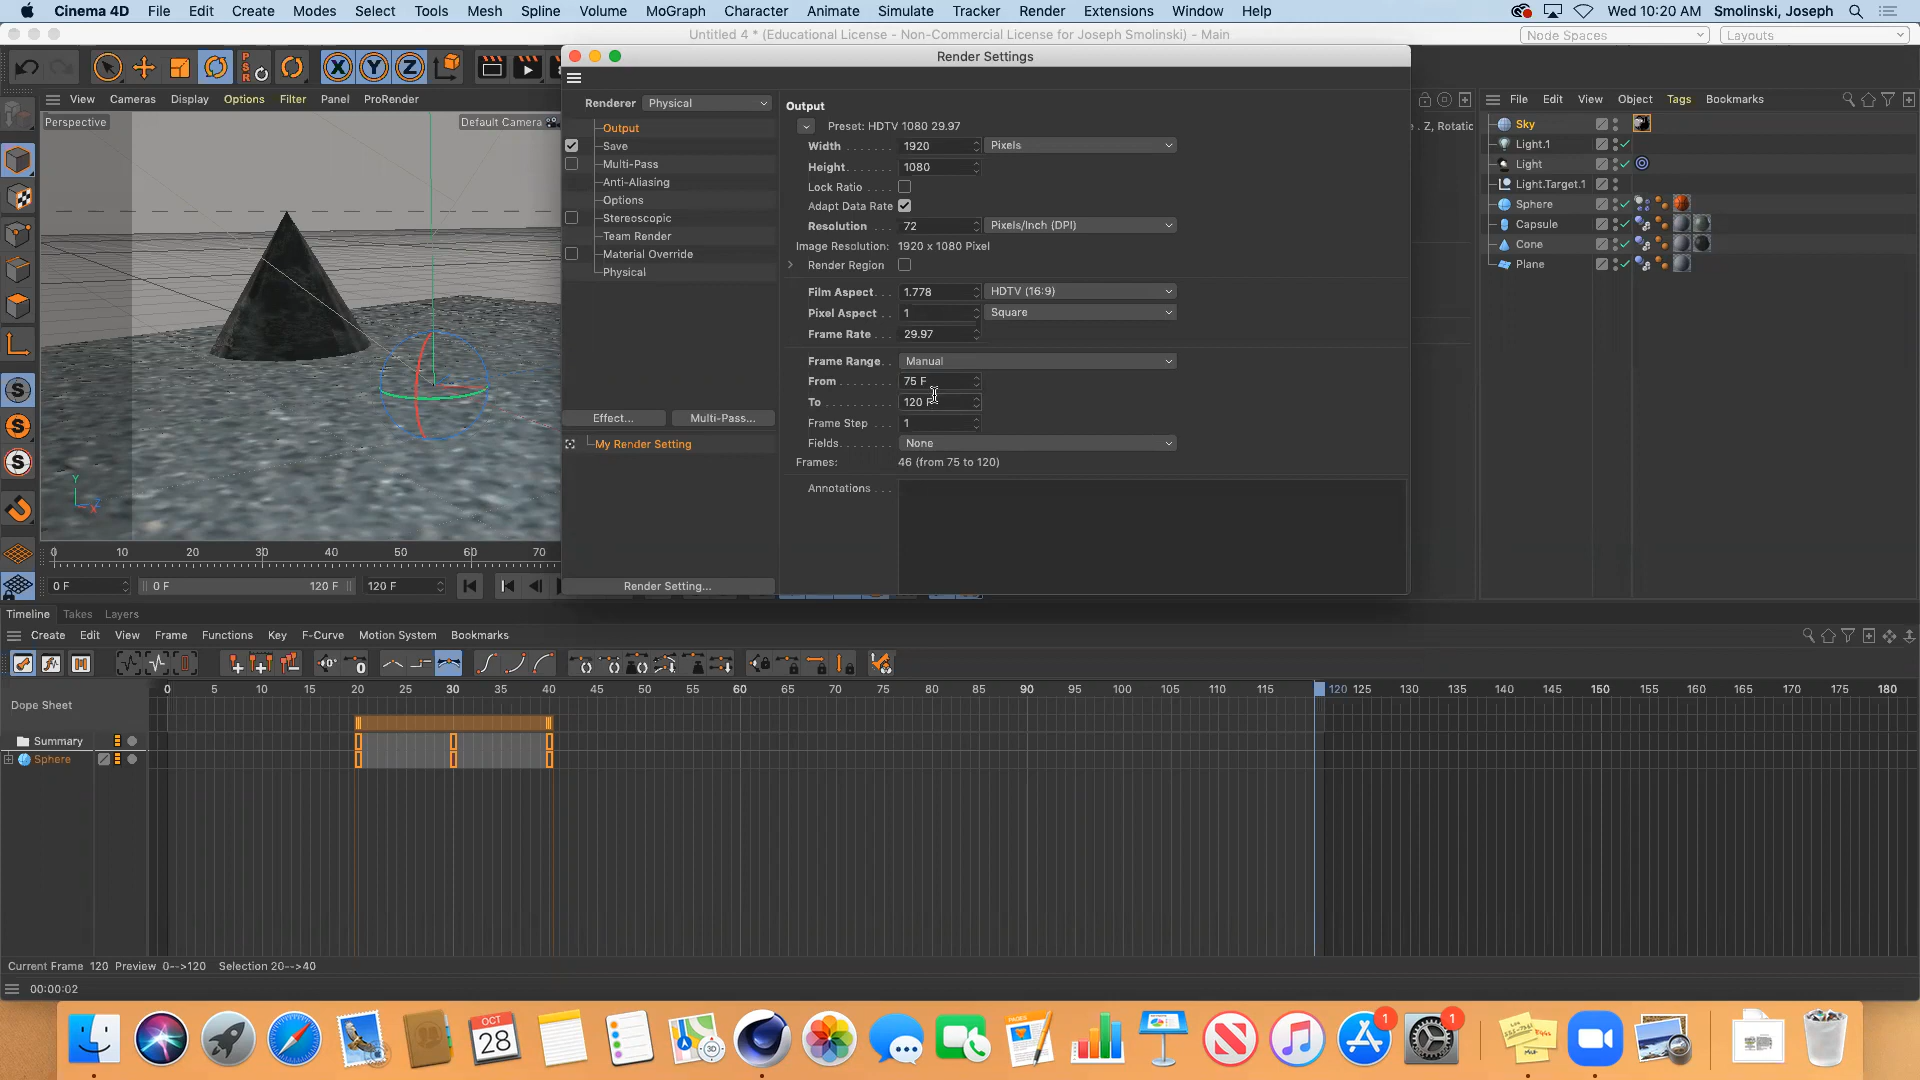 Cinema 4D File Edit Create Modes Select Tools Mesh Spline Volume MoGraph Character Animate Simulate Tracker Render Extensions Window Help Wed 10:20 AM Smolinski, Joseph
Untitled 4 * (Educational License - Non-Commercial License for Joseph Smolinski) - Main
Node Spaces Layouts
Render Settings
X Y Z
PSR
View Cameras Display Options Filter Panel ProRender
Perspective
Default Camera
Renderer Physical
Output
Save
Multi-Pass
Anti-Aliasing
Options
Stereoscopic
Team Render
Material Override
Physical
Effect... Multi-Pass...
My Render Setting
Render Setting...
Output
Preset: HDTV 1080 29.97
Width 1920 Pixels
Height 1080
Lock Ratio
Adapt Data Rate
Resolution 72 Pixels/Inch (DPI)
Image Resolution: 1920 x 1080 Pixel
Render Region
Film Aspect 1.778 HDTV (16:9)
Pixel Aspect 1 Square
Frame Rate 29.97
Frame Range Manual
From 75 F
To 120 F
Frame Step 1
Fields None
Frames: 46 (from 75 to 120)
Annotations
File Edit View Object Tags Bookmarks
. Z, Rotatic
Sky
Light.1
Light
Light.Target.1
Sphere
Capsule
Cone
Plane
Y
Z
X
S
S
S
0 10 20 30 40 50 60 70
0 F 0 F 120 F 120 F
Timeline Takes Layers
Create Edit View Frame Functions Key F-Curve Motion System Bookmarks
0 5 10 15 20 25 30 35 40 45 50 55 60 65 70 75 80 85 90 95 100 105 110 115 120 125 130 135 140 145 150 155 160 165 170 175 180
Dope Sheet
Summary
Sphere
Current Frame 120 Preview 0-->120 Selection 20-->40
00:00:02
OCT
28
3D
PAGES
1
1